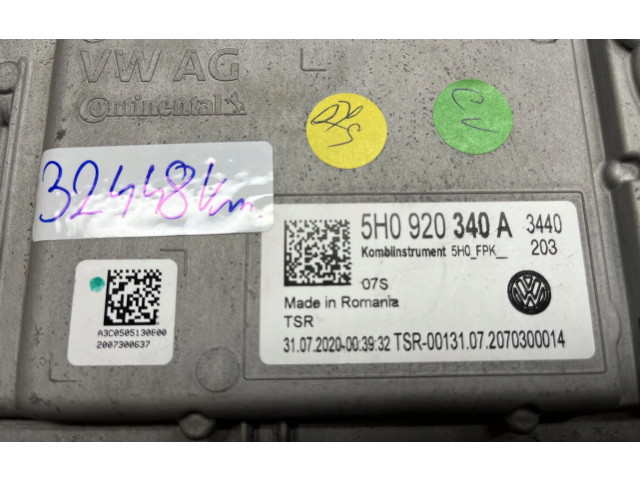 VW AG
Continental
CV
32448km
5H0 920 340 A 3440
Kombiinstrument 5H0_FPK__ 203
07S
Made in Romania
TSR
31.07.2020-00:39:32 TSR-00131.07.2070300014
A3C0505130600
2007300637